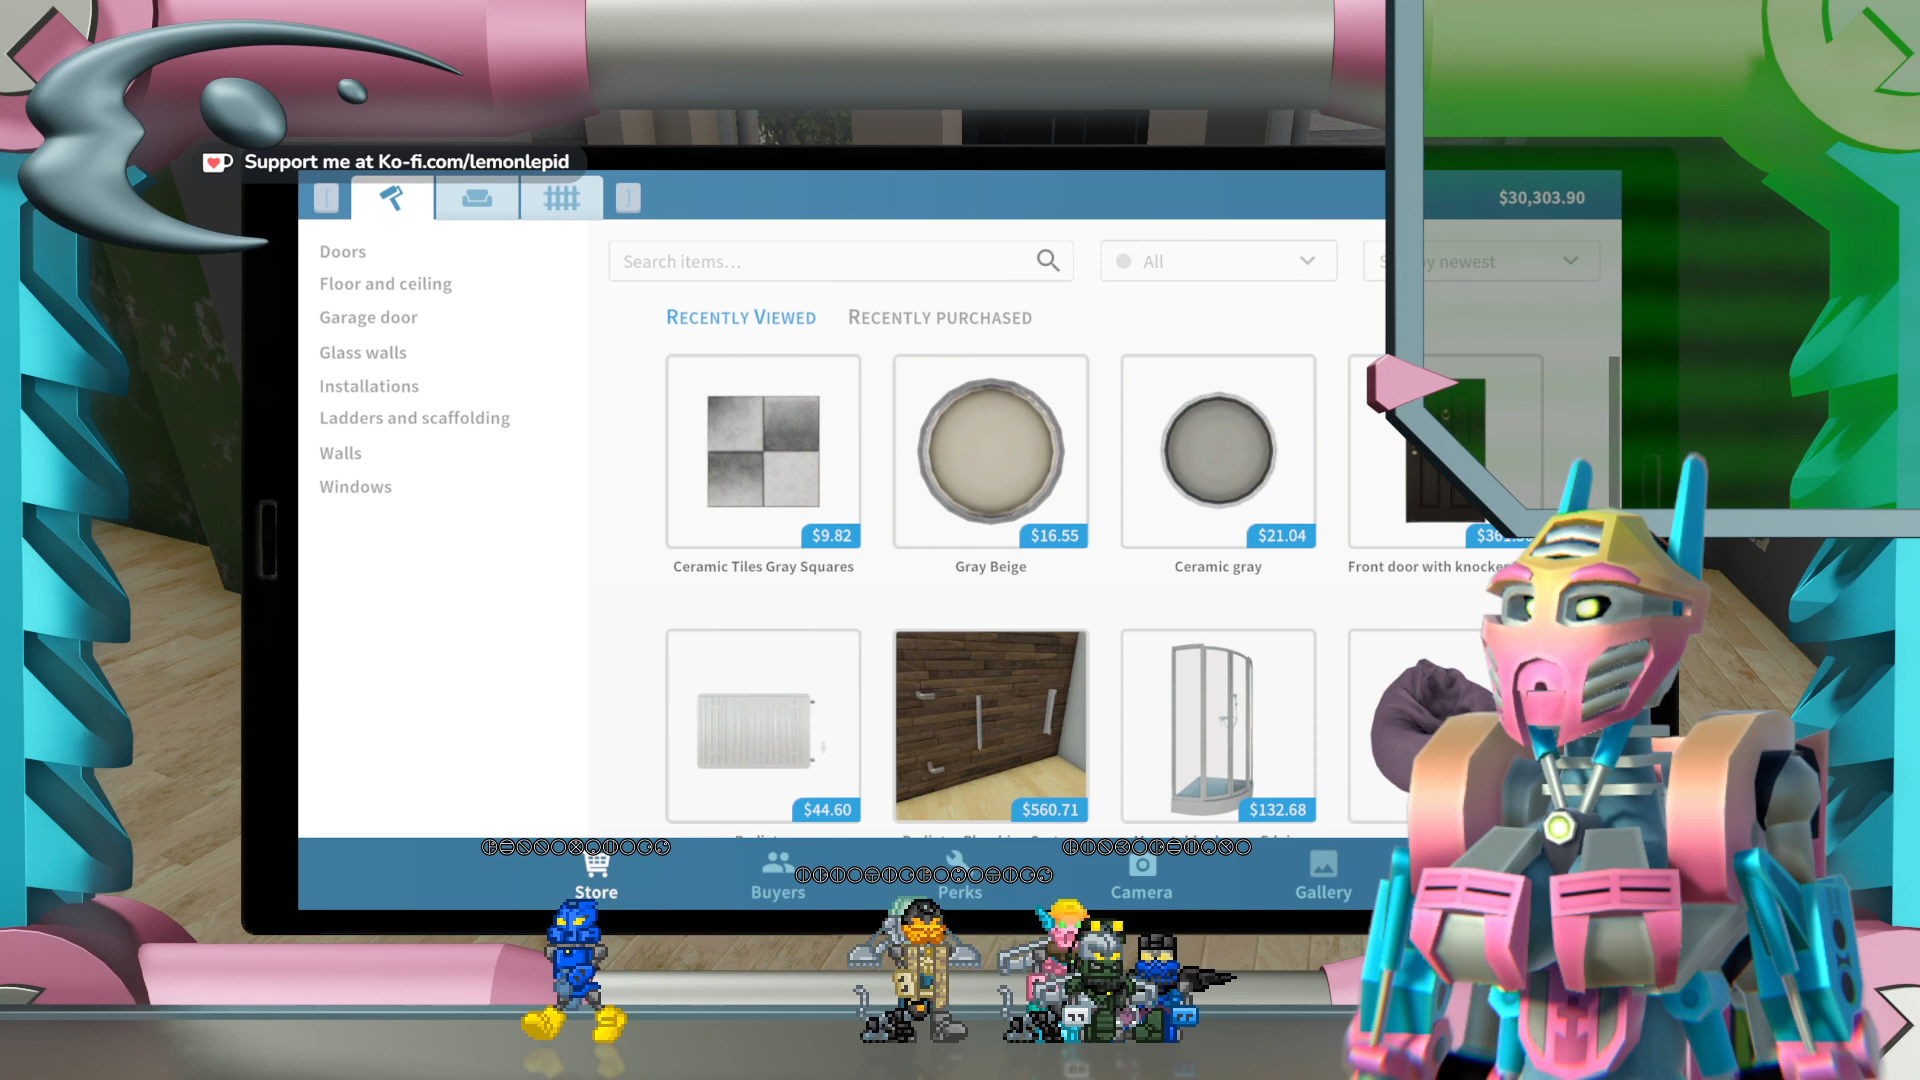 Support me at Ko-fi.com/lemonlepid
$30,303.90
Doors
Floor and ceiling
Garage door
Glass walls
Installations
Ladders and scaffolding
Walls
Windows
Search items...
All
by newest
RECENTLY VIEWED
RECENTLY PURCHASED
$9.82
$16.55
$21.04
Ceramic Tiles Gray Squares
Gray Beige
Ceramic gray
Front door with knocker
$44.60
$560.71
$132.68
Store
Buyers
Perks
Camera
Gallery